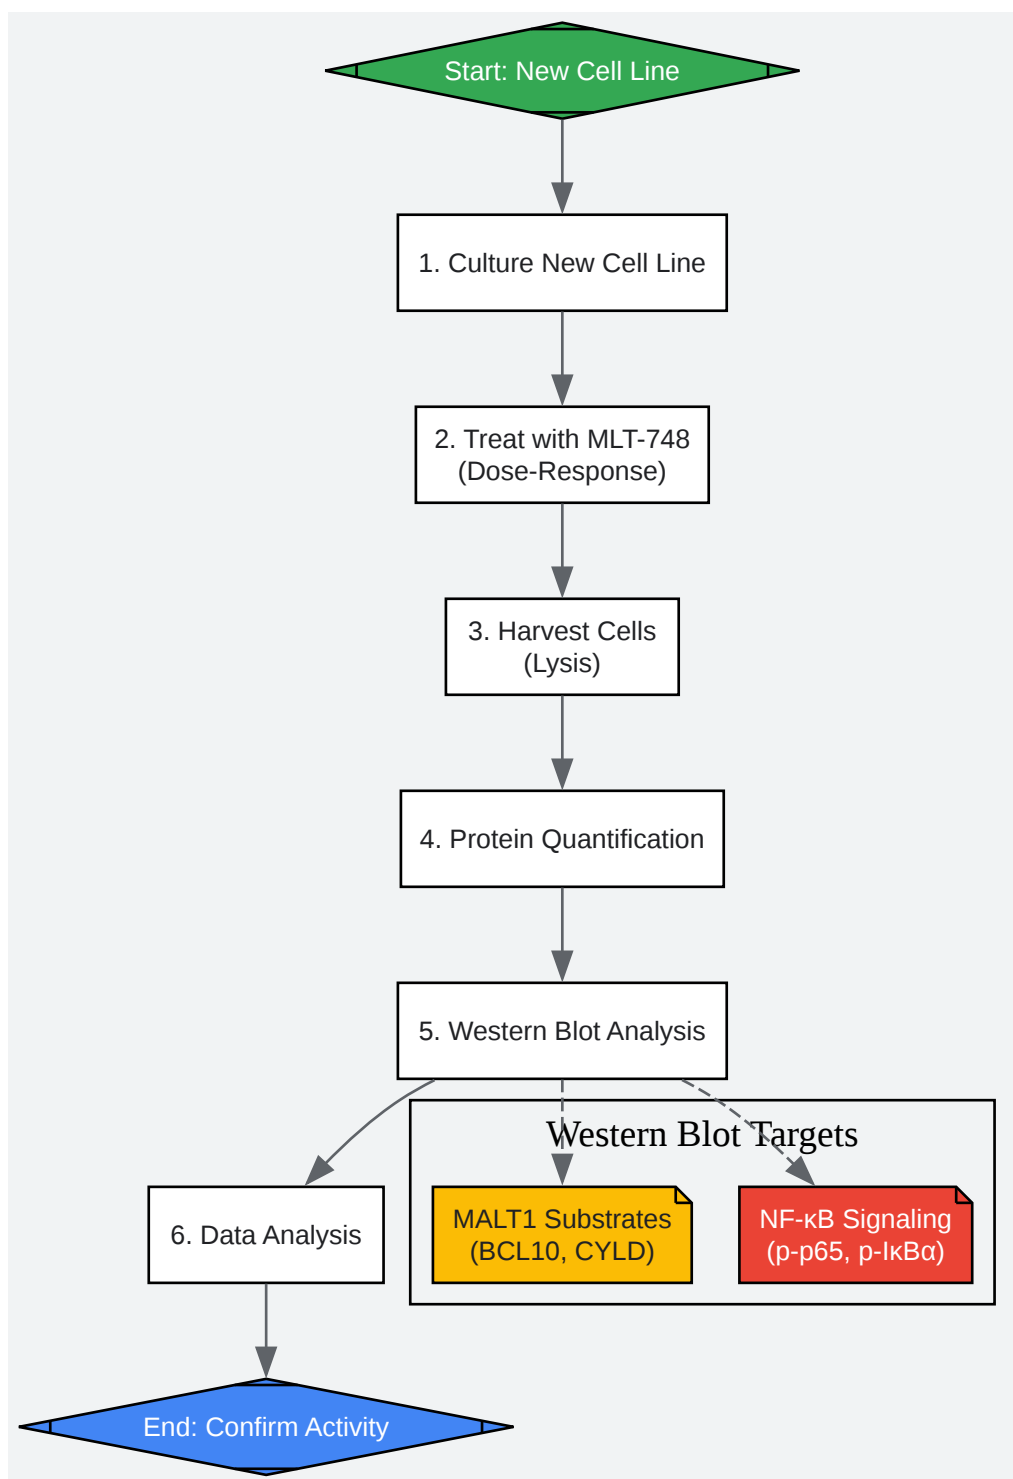 Start: New Cell Line
1. Culture New Cell Line
2. Treat with MLT-748
(Dose-Response)
3. Harvest Cells
(Lysis)
4. Protein Quantification
5. Western Blot Analysis
Western Blot Targets
6. Data Analysis
MALT1 Substrates
(BCL10, CYLD)
NF-κB Signaling
(p-p65, p-IκBα)
End: Confirm Activity